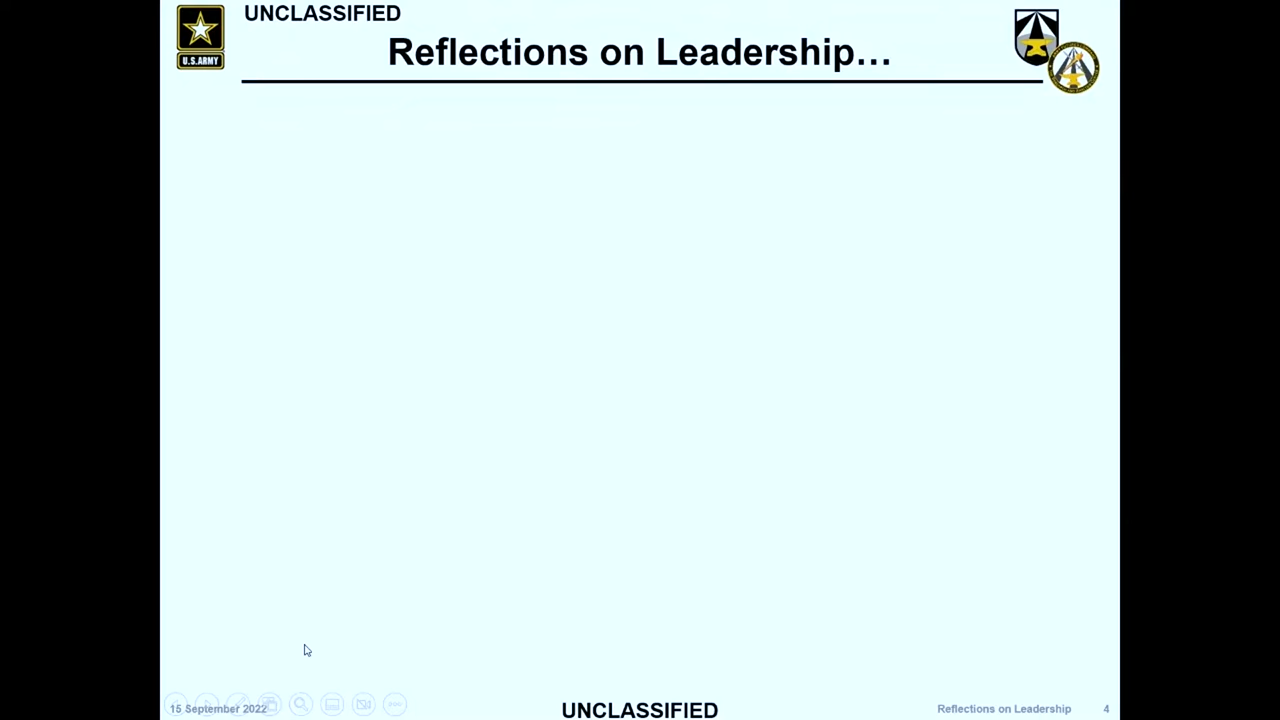 UNCLASSIFIED
Reflections on Leadership…
U.S.ARMY
15 September 2022
UNCLASSIFIED
Reflections on Leadership
4